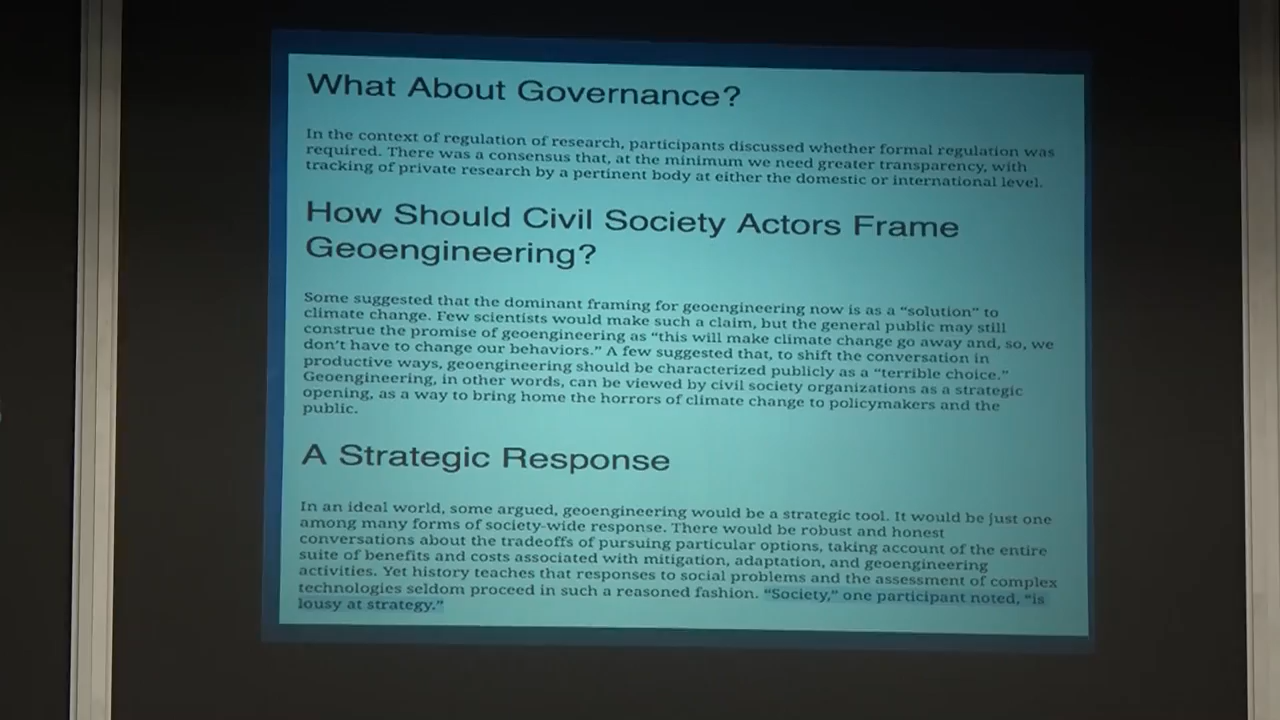 What About Governance?
In the context of regulation of research, participants discussed whether formal regulation was
required. There was a consensus that, at the minimum we need greater transparency, with
tracking of private research by a pertinent body at either the domestic or international level.
How Should Civil Society Actors Frame
Geoengineering?
Some suggested that the dominant framing for geoengineering now is as a “solution” to
climate change. Few scientists would make such a claim, but the general public may still
construe the promise of geoengineering as “this will make climate change go away and, so, we
don’t have to change our behaviors.” A few suggested that, to shift the conversation in
productive ways, geoengineering should be characterized publicly as a “terrible choice.”
Geoengineering, in other words, can be viewed by civil society organizations as a strategic
opening, as a way to bring home the horrors of climate change to policymakers and the
public.
A Strategic Response
In an ideal world, some argued, geoengineering would be a strategic tool. It would be just one
among many forms of society-wide response. There would be robust and honest
conversations about the tradeoffs of pursuing particular options, taking account of the entire
suite of benefits and costs associated with mitigation, adaptation, and geoengineering
activities. Yet history teaches that responses to social problems and the assessment of complex
technologies seldom proceed in such a reasoned fashion. “Society,” one participant noted, “is
lousy at strategy.”